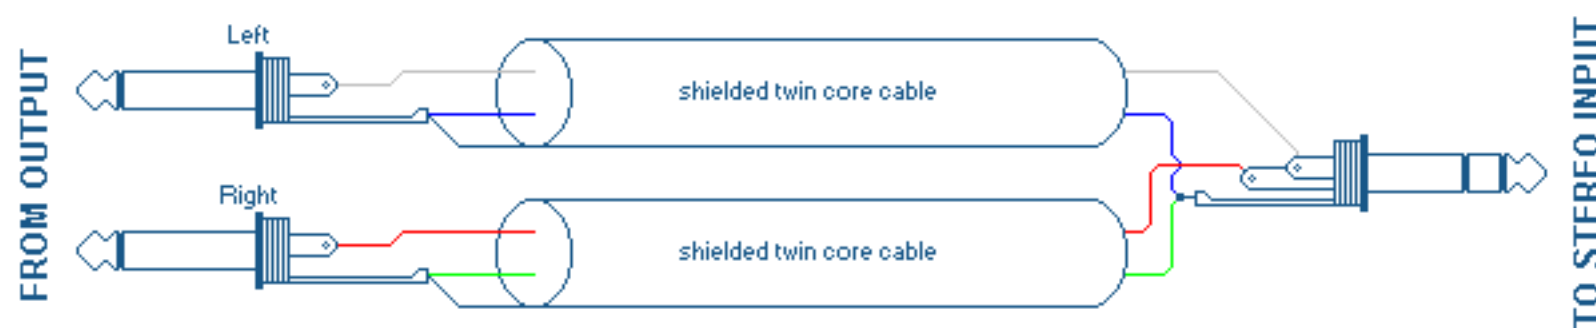 FROM OUTPUT
Left
shielded twin core cable
Right
shielded twin core cable
TO STEREO INPUT